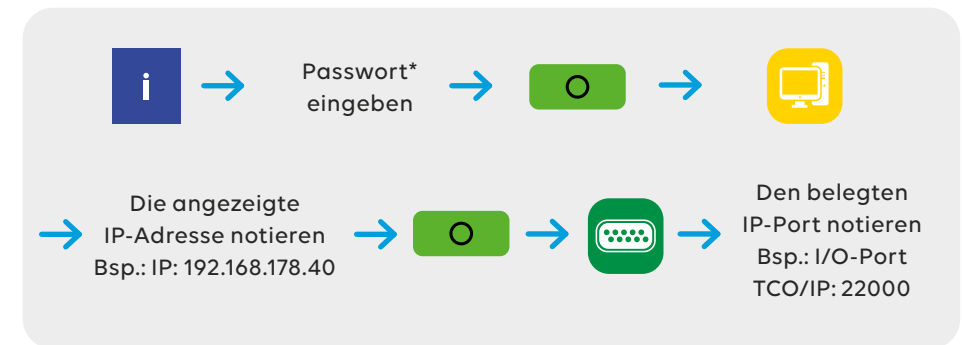 i
Passwort*
eingeben
Die angezeigte
IP-Adresse notieren
Bsp.: IP: 192.168.178.40
Den belegten
IP-Port notieren
Bsp.: I/O-Port
TCO/IP: 22000